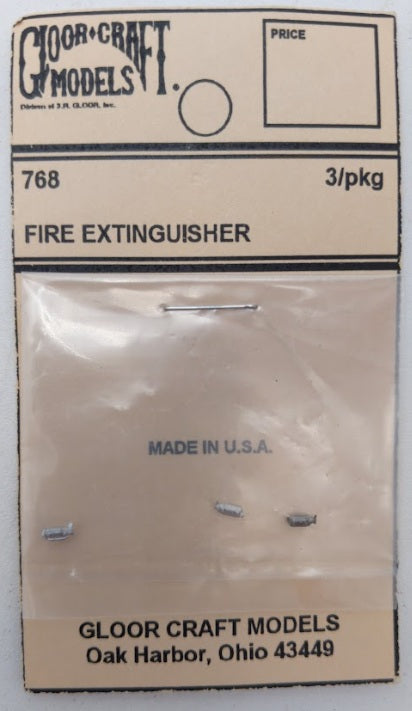 GLOOR·CRAFT
MODELS®
Division of J.R. GLOOR, Inc.
PRICE
768
3/pkg
FIRE EXTINGUISHER
MADE IN U.S.A.
GLOOR CRAFT MODELS
Oak Harbor, Ohio 43449